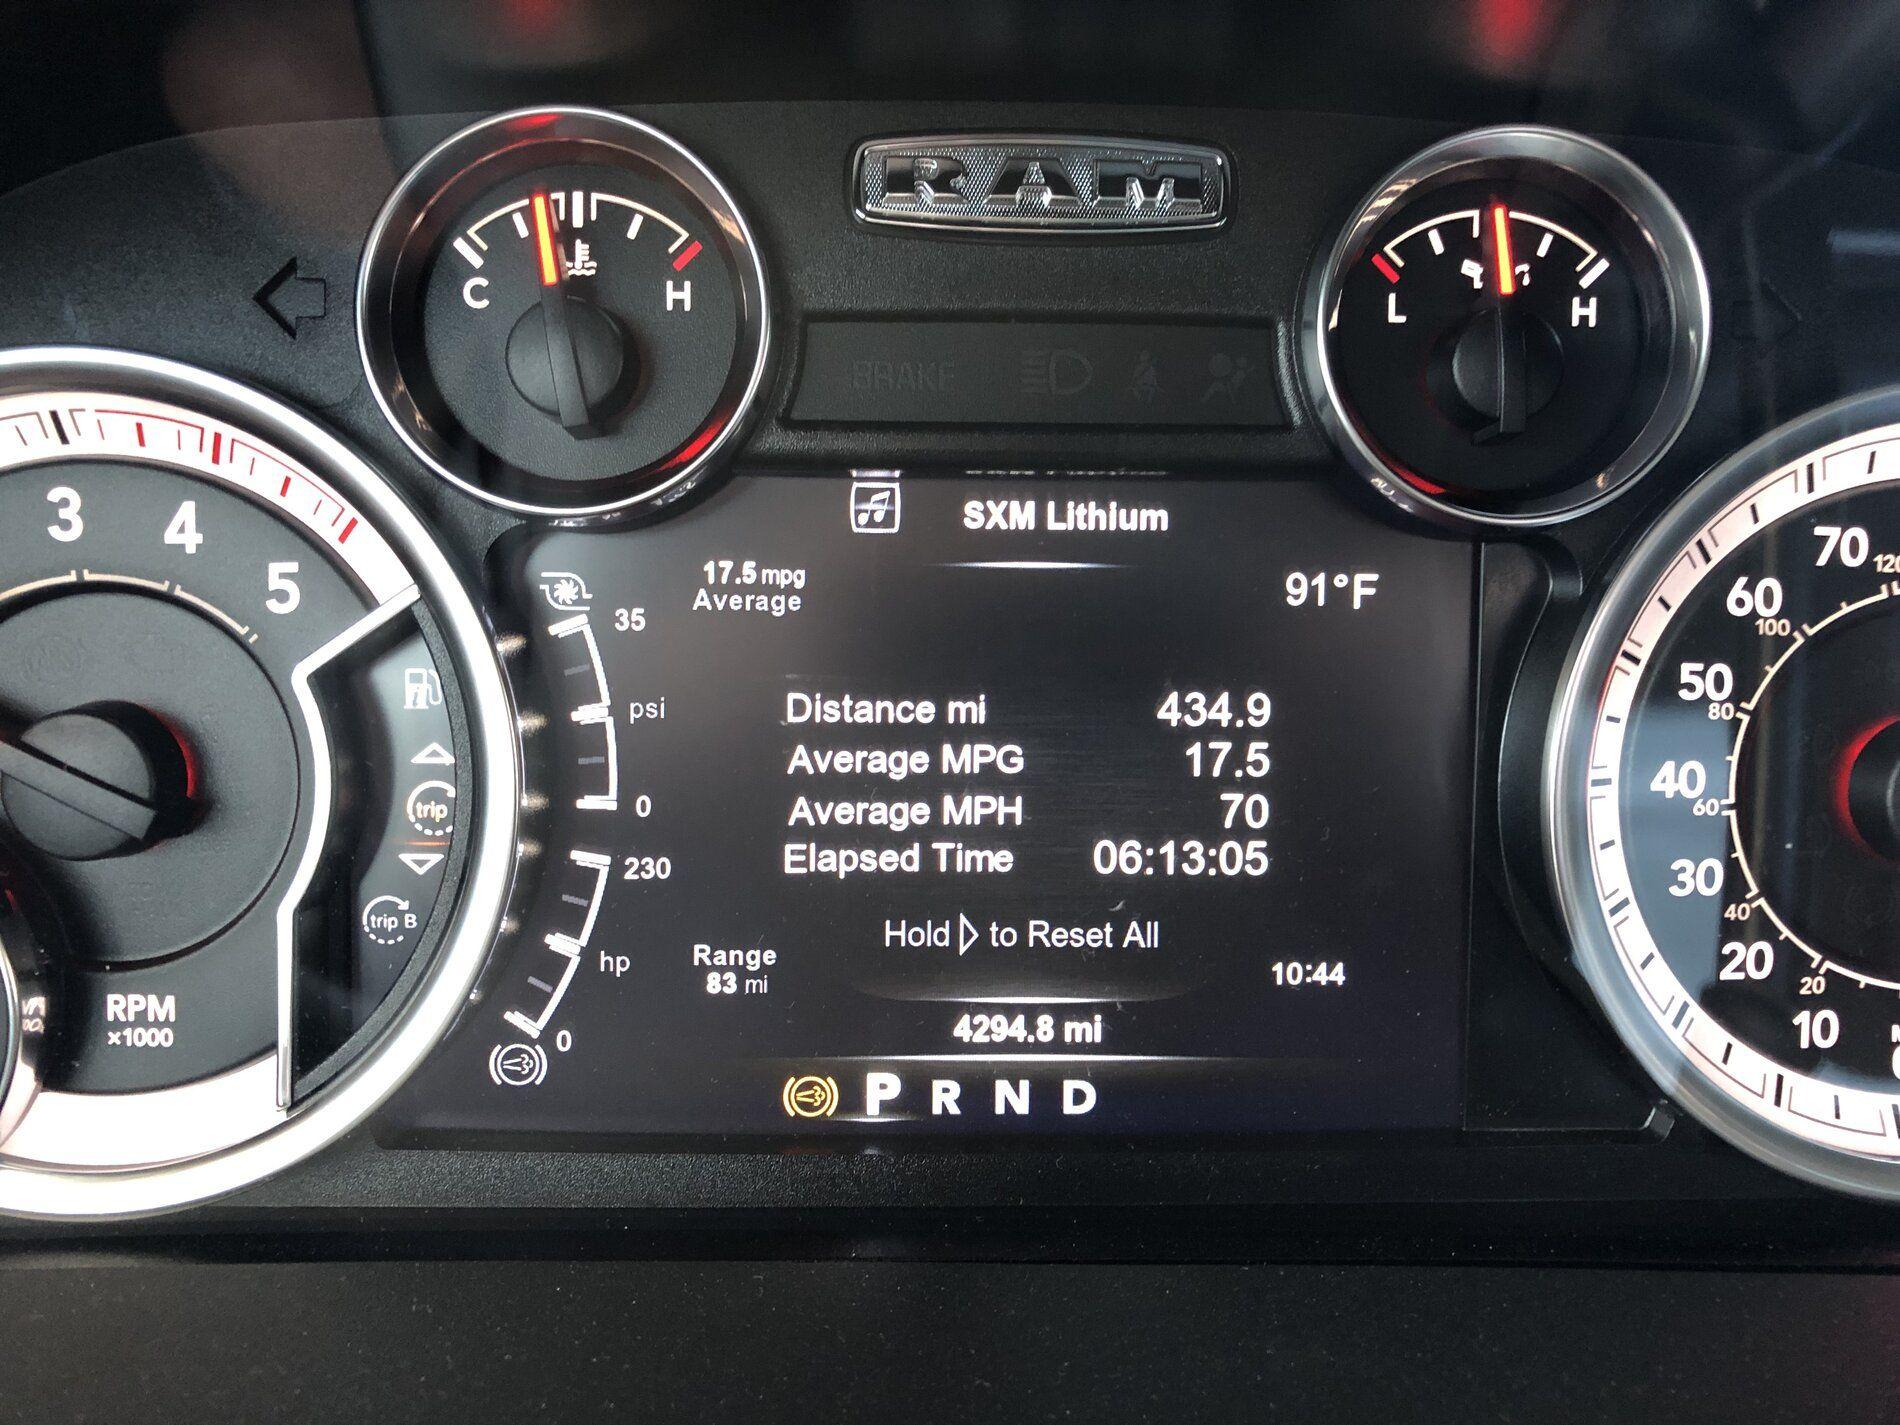 RAM
C H
L H
BRAKE
SXM Lithium
17.5 mpg
Average
91°F
35
psi
0
230
hp
0
Distance mi 434.9
Average MPG 17.5
Average MPH 70
Elapsed Time 06:13:05
Hold ▷ to Reset All
Range
83 mi
10:44
4294.8 mi
P R N D
3 4 5
RPM
x1000
trip
trip B
70
120
60
100
50
80
40
60
30
40
20
20
10